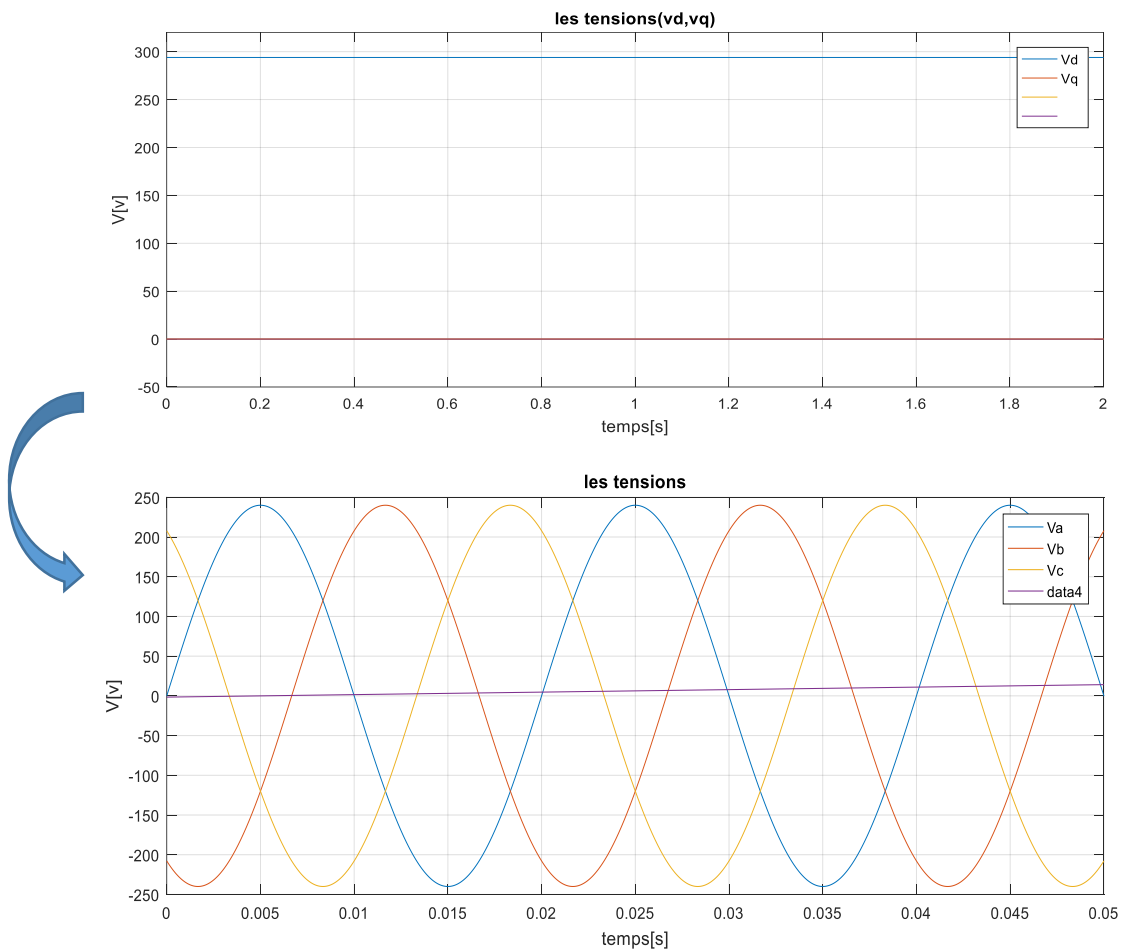 les tensions(vd,vq)
300
250
200
150
100
50
0
-50
V[v]
Vd
Vq
0 0.2 0.4 0.6 0.8 1 1.2 1.4 1.6 1.8 2
temps[s]
les tensions
250
200
150
100
50
0
-50
-100
-150
-200
-250
V[v]
Va
Vb
Vc
data4
0 0.005 0.01 0.015 0.02 0.025 0.03 0.035 0.04 0.045 0.05
temps[s]